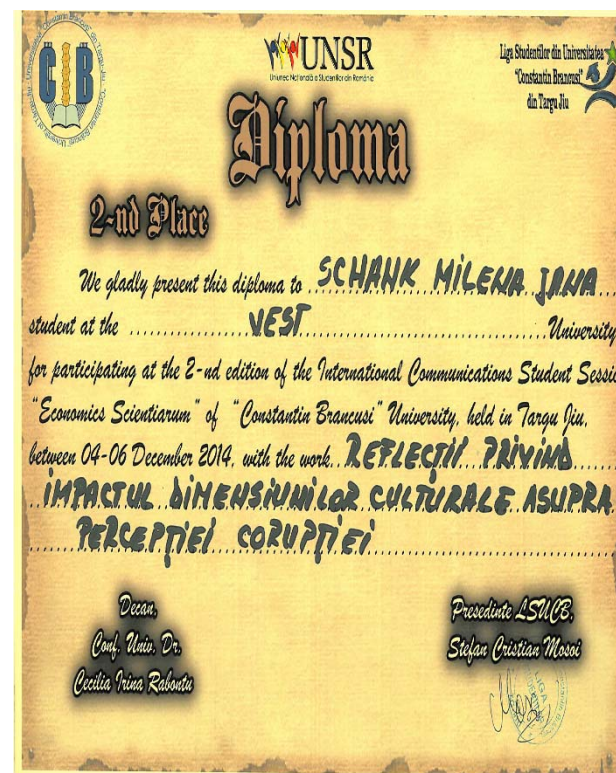 CIB
UNSR
Uniunea Națională a Studenților din România
Liga Studentilor din Universitatea
"Constantin Brancusi"
din Targu Jiu
Diploma
2-nd Place
We gladly present this diploma to SCHANK MILENA JANA
student at the VEST University
for participating at the 2-nd edition of the International Communications Student Sessi
"Economics Scientiarum" of "Constantin Brancusi" University, held in Targu Jiu,
between 04-06 December 2014, with the work REFLECȚII PRIVIND
IMPACTUL DIMENSIUNILOR CULTURALE ASUPRA
PERCEPȚIEI CORUPȚIEI
Decan,
Conf. Univ. Dr.
Cecilia Irina Rabontu
Presedinte LSUCB,
Stefan Cristian Mosoi
LIGA